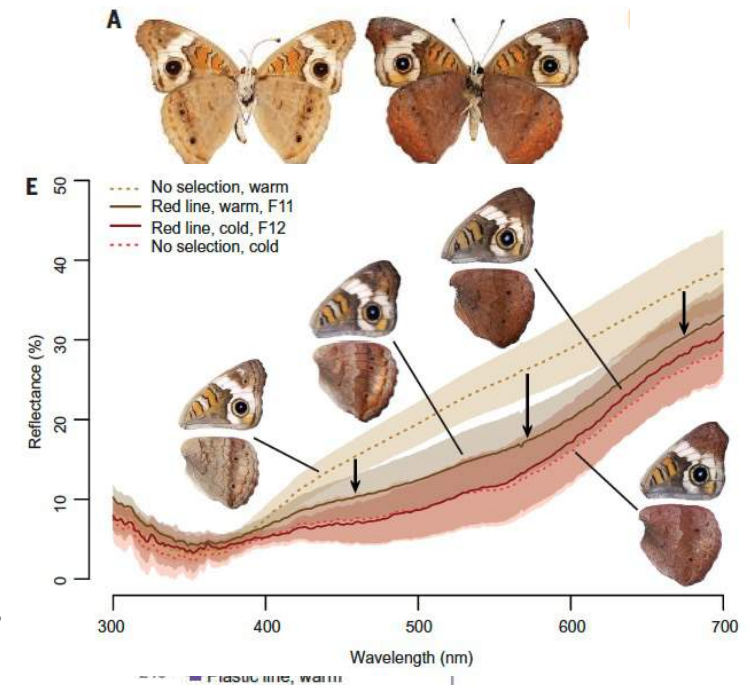 A
E
No selection, warm
Red line, warm, F11
Red line, cold, F12
No selection, cold
50
40
30
20
10
0
Reflectance (%)
300 400 500 600 700
Wavelength (nm)
Plastic line, warm